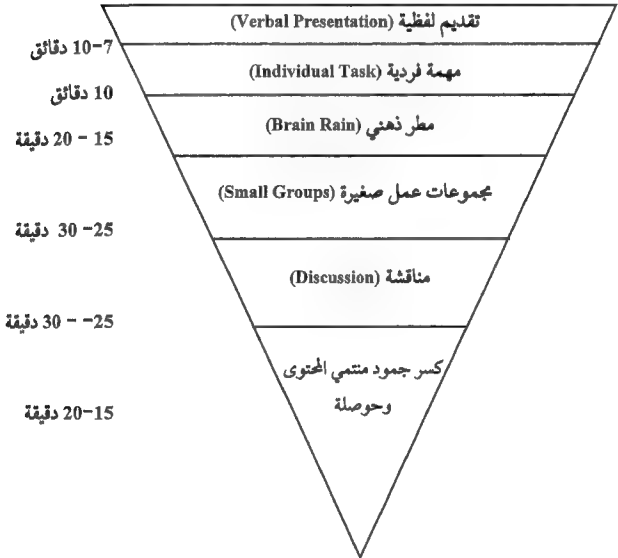 تقديم لفظية (Verbal Presentation)
7-10 دقائق
مهمة فردية (Individual Task)
10 دقائق
مطر ذهني (Brain Rain)
15 - 20 دقيقة
مجموعات عمل صغيرة (Small Groups)
25- 30 دقيقة
مناقشة (Discussion)
25- - 30 دقيقة
كسر جمود منتمي المحتوى
وحوصلة
15-20 دقيقة